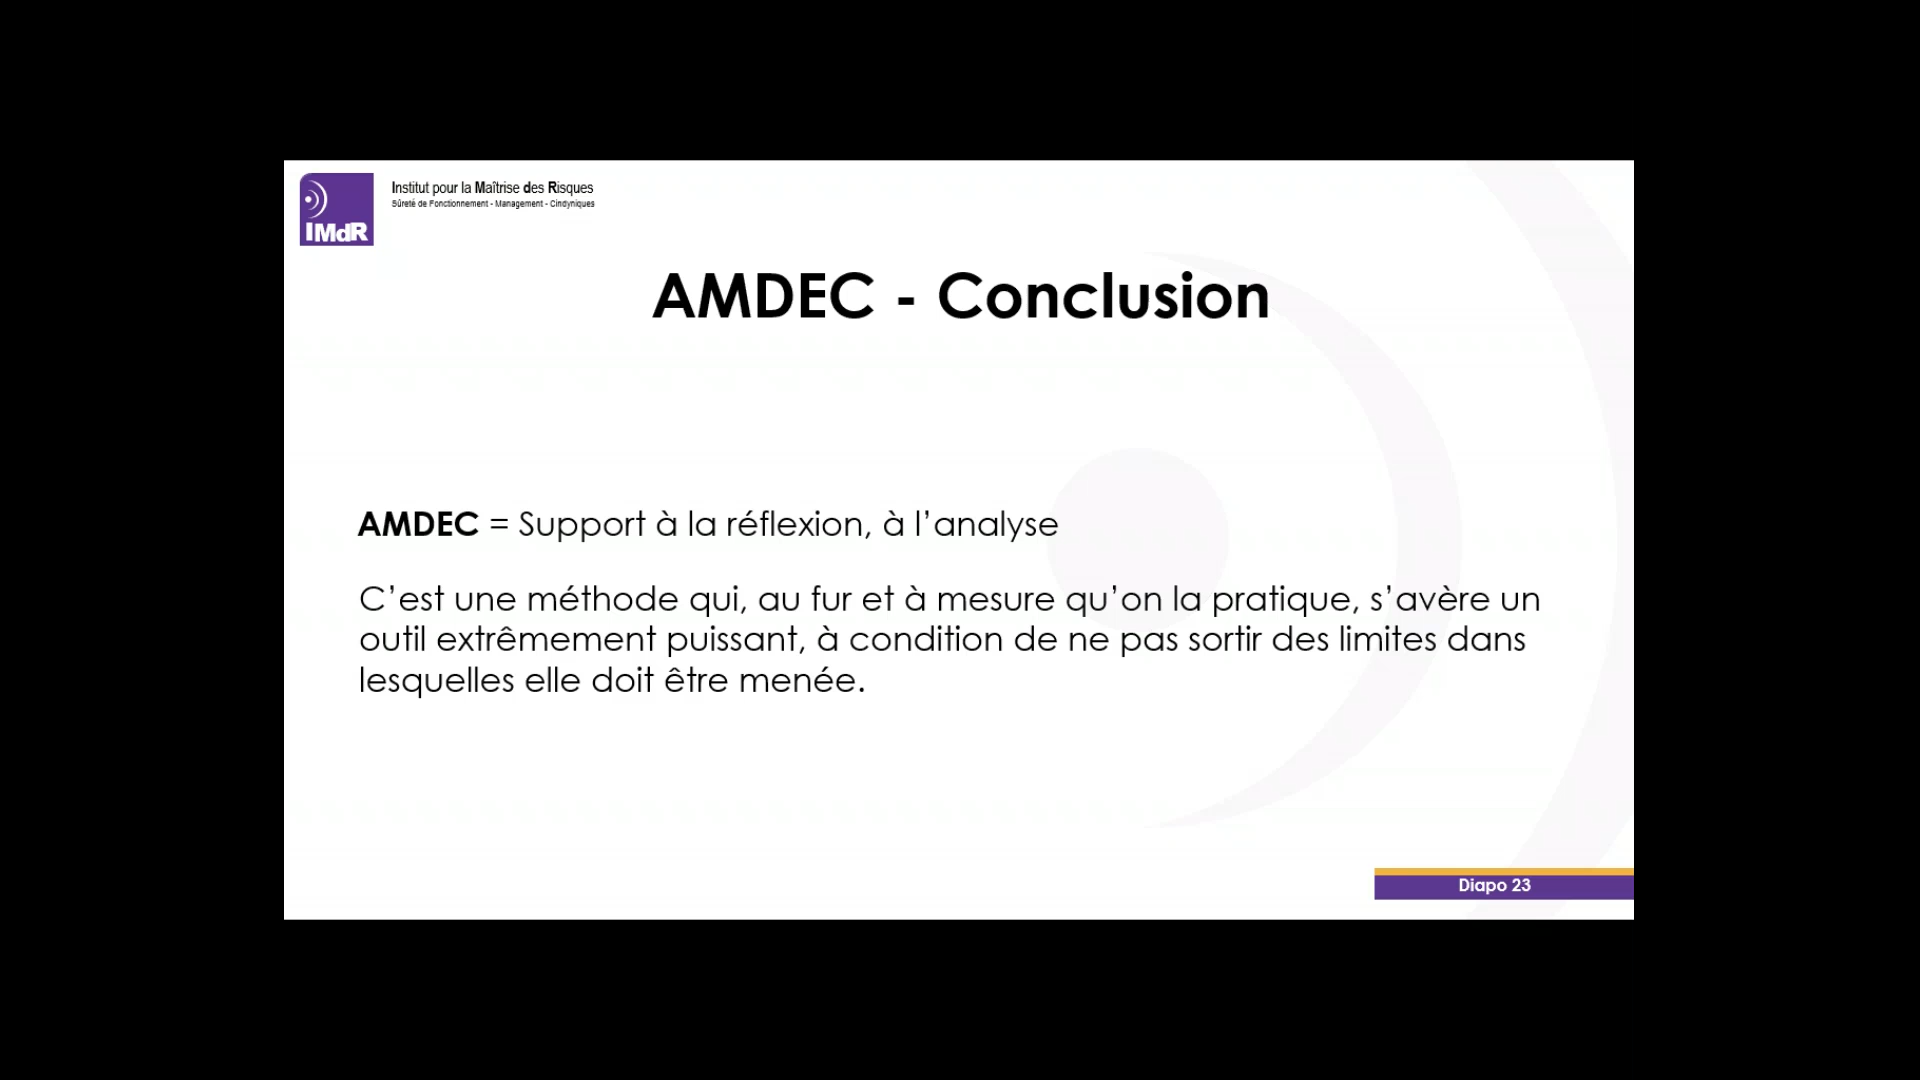 Institut pour la Maîtrise des Risques
Sûreté de Fonctionnement - Management - Cindyniques
IMdR
AMDEC - Conclusion
AMDEC = Support à la réflexion, à l’analyse
C’est une méthode qui, au fur et à mesure qu’on la pratique, s’avère un
outil extrêmement puissant, à condition de ne pas sortir des limites dans
lesquelles elle doit être menée.
Diapo 23